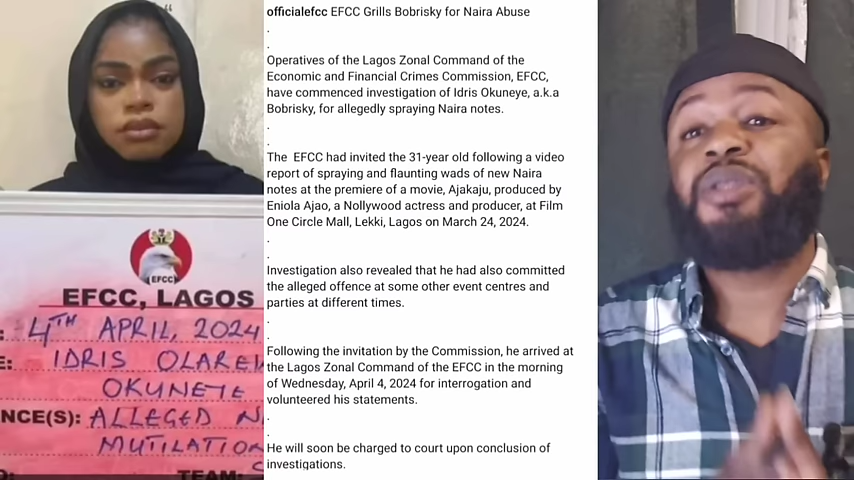 EFCC
EFCC, LAGOS
: 4TH APRIL, 2024
E: IDRIS
OKUNEYE
NCE(S): ALLEGED N
MUTILATIO
TEAM:
officialefcc EFCC Grills Bobrisky for Naira Abuse
.
.
Operatives of the Lagos Zonal Command of the
Economic and Financial Crimes Commission, EFCC,
have commenced investigation of Idris Okuneye, a.k.a
Bobrisky, for allegedly spraying Naira notes.
.
.
The EFCC had invited the 31-year old following a video
report of spraying and flaunting wads of new Naira
notes at the premiere of a movie, Ajakaju, produced by
Eniola Ajao, a Nollywood actress and producer, at Film
One Circle Mall, Lekki, Lagos on March 24, 2024.
.
.
Investigation also revealed that he had also committed
the alleged offence at some other event centres and
parties at different times.
.
.
Following the invitation by the Commission, he arrived at
the Lagos Zonal Command of the EFCC in the morning
of Wednesday, April 4, 2024 for interrogation and
volunteered his statements.
.
.
He will soon be charged to court upon conclusion of
investigations.